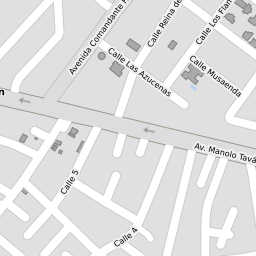 Avenida Comandante
Calle Reina de
Calle Los Flam
Calle Musaenda
Calle Las Azucenas
n
Av. Manolo Tavá
Calle 5
Calle 4